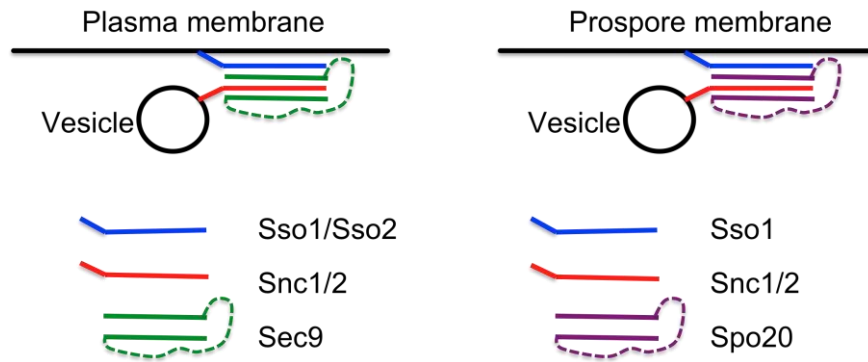 Plasma membrane
Prospore membrane
Vesicle
Vesicle
Sso1/Sso2
Sso1
Snc1/2
Snc1/2
Sec9
Spo20